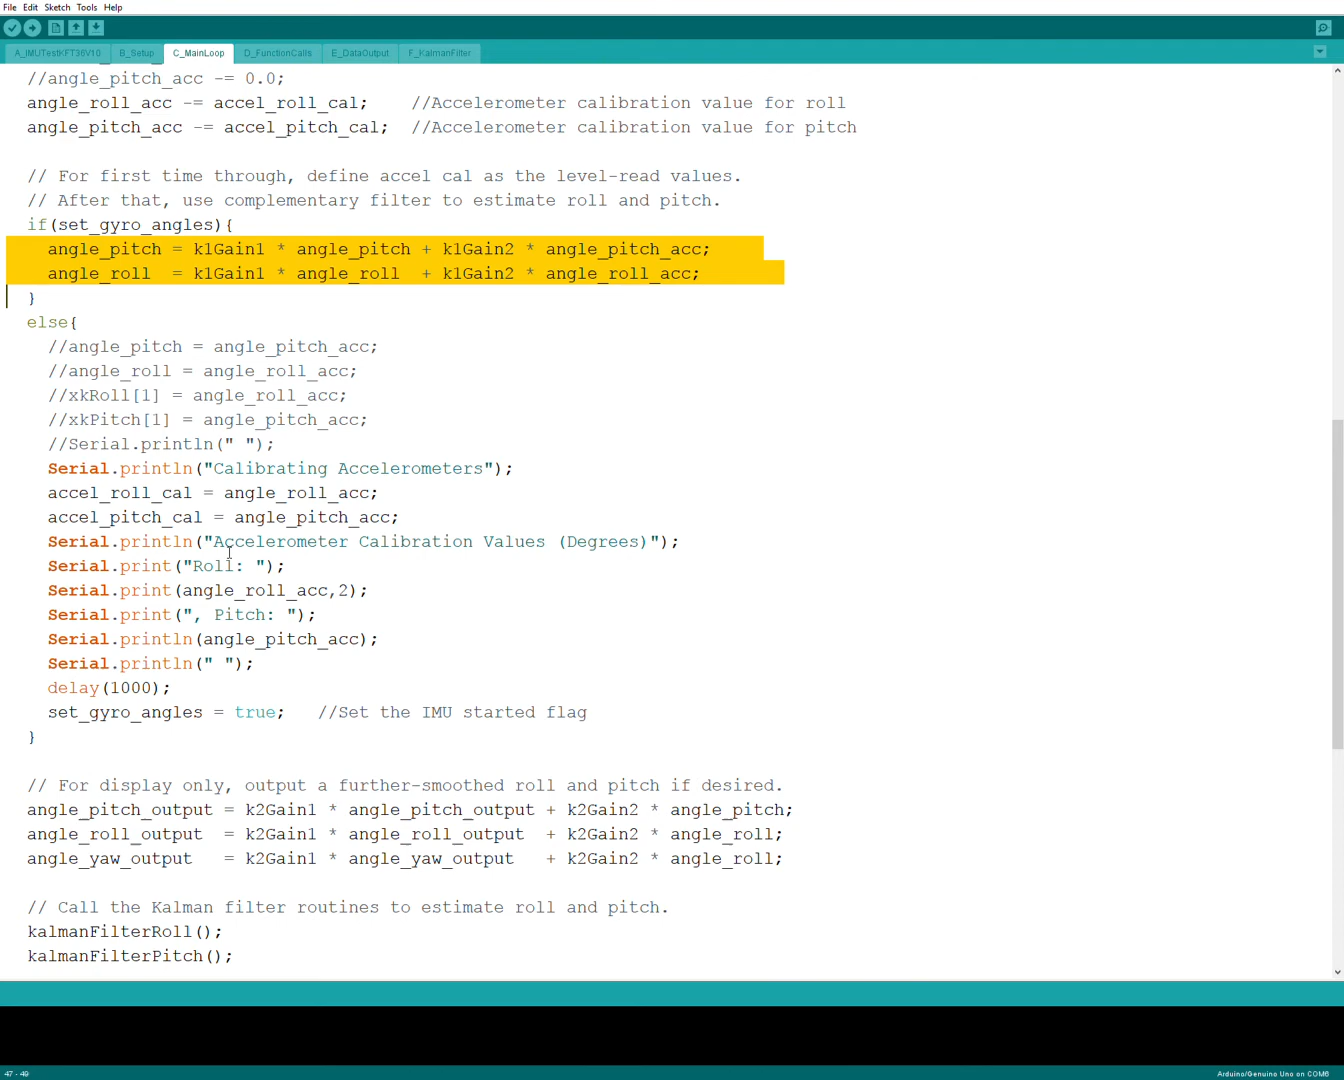 File Edit Sketch Tools Help
A_IMUTestKFT36V10 B_Setup C_MainLoop D_FunctionCalls E_DataOutput F_KalmanFilter
//angle_pitch_acc -= 0.0;
angle_roll_acc -= accel_roll_cal; //Accelerometer calibration value for roll
angle_pitch_acc -= accel_pitch_cal; //Accelerometer calibration value for pitch
// For first time through, define accel cal as the level-read values.
// After that, use complementary filter to estimate roll and pitch.
if(set_gyro_angles){
angle_pitch = k1Gain1 * angle_pitch + k1Gain2 * angle_pitch_acc;
angle_roll = k1Gain1 * angle_roll + k1Gain2 * angle_roll_acc;
}
else{
//angle_pitch = angle_pitch_acc;
//angle_roll = angle_roll_acc;
//xkRoll[1] = angle_roll_acc;
//xkPitch[1] = angle_pitch_acc;
//Serial.println(" ");
Serial.println("Calibrating Accelerometers");
accel_roll_cal = angle_roll_acc;
accel_pitch_cal = angle_pitch_acc;
Serial.println("Accelerometer Calibration Values (Degrees)");
Serial.print("Roll: ");
Serial.print(angle_roll_acc,2);
Serial.print(", Pitch: ");
Serial.println(angle_pitch_acc);
Serial.println(" ");
delay(1000);
set_gyro_angles = true; //Set the IMU started flag
}
// For display only, output a further-smoothed roll and pitch if desired.
angle_pitch_output = k2Gain1 * angle_pitch_output + k2Gain2 * angle_pitch;
angle_roll_output = k2Gain1 * angle_roll_output + k2Gain2 * angle_roll;
angle_yaw_output = k2Gain1 * angle_yaw_output + k2Gain2 * angle_roll;
// Call the Kalman filter routines to estimate roll and pitch.
kalmanFilterRoll();
kalmanFilterPitch();
47 - 49 Arduino/Genuino Uno on COM6